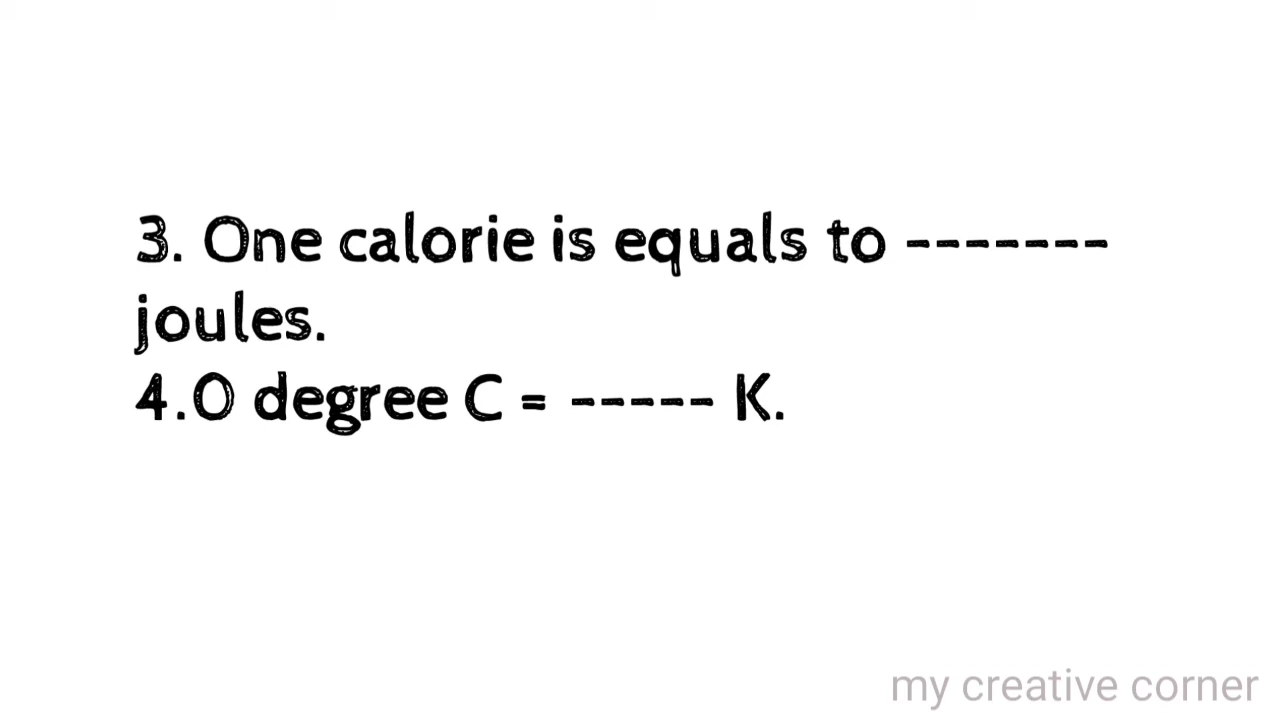 3. One calorie is equals to -------
joules.
4.0 degree C = ----- K.
my creative corner